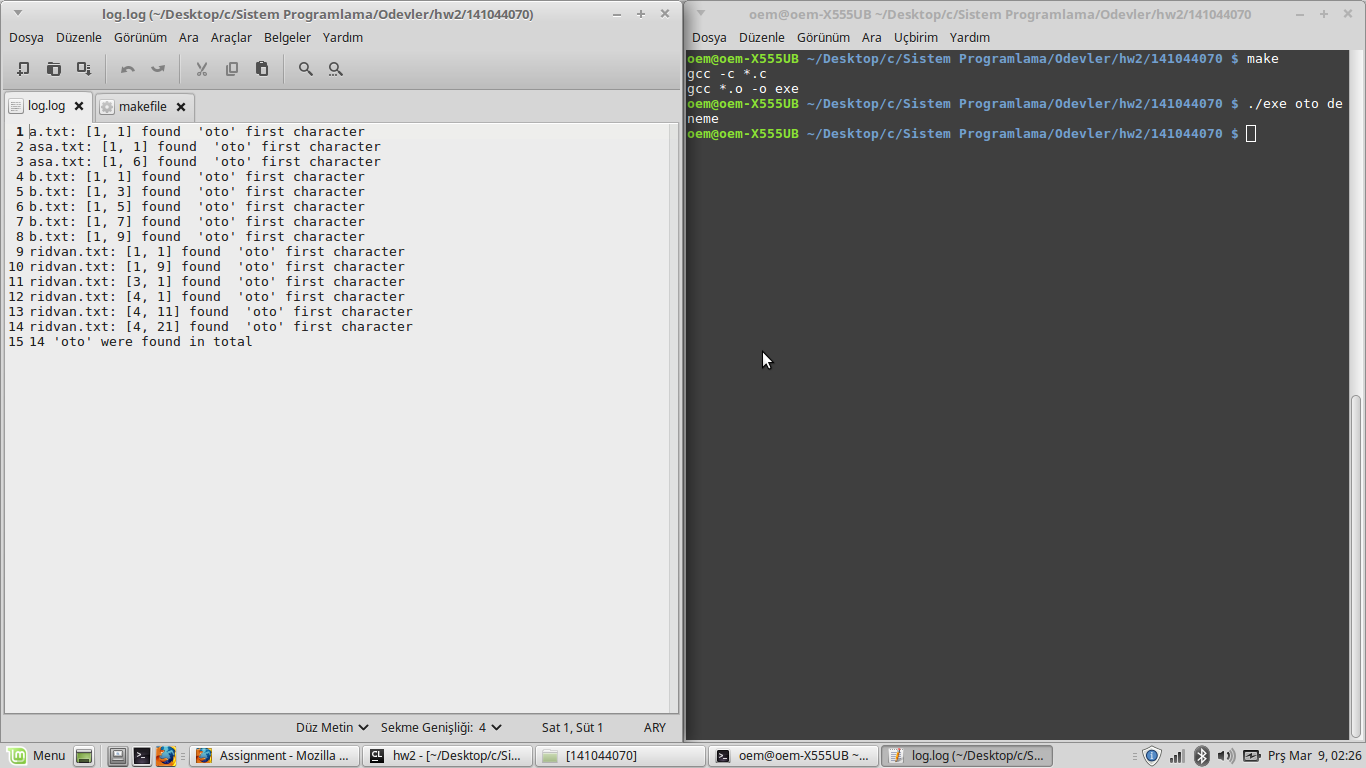 log.log (~/Desktop/c/Sistem Programlama/Odevler/hw2/141044070)
Dosya Düzenle Görünüm Ara Araçlar Belgeler Yardım
log.log makefile
1 a.txt: [1, 1] found  'oto' first character
2 asa.txt: [1, 1] found  'oto' first character
3 asa.txt: [1, 6] found  'oto' first character
4 b.txt: [1, 1] found  'oto' first character
5 b.txt: [1, 3] found  'oto' first character
6 b.txt: [1, 5] found  'oto' first character
7 b.txt: [1, 7] found  'oto' first character
8 b.txt: [1, 9] found  'oto' first character
9 ridvan.txt: [1, 1] found  'oto' first character
10 ridvan.txt: [1, 9] found  'oto' first character
11 ridvan.txt: [3, 1] found  'oto' first character
12 ridvan.txt: [4, 1] found  'oto' first character
13 ridvan.txt: [4, 11] found  'oto' first character
14 ridvan.txt: [4, 21] found  'oto' first character
15 14 'oto' were found in total
Düz Metin Sekme Genişliği: 4 Sat 1, Süt 1 ARY
oem@oem-X555UB ~/Desktop/c/Sistem Programlama/Odevler/hw2/141044070
Dosya Düzenle Görünüm Ara Uçbirim Yardım
oem@oem-X555UB ~/Desktop/c/Sistem Programlama/Odevler/hw2/141044070 $ make
gcc -c *.c
gcc *.o -o exe
oem@oem-X555UB ~/Desktop/c/Sistem Programlama/Odevler/hw2/141044070 $ ./exe oto de
neme
oem@oem-X555UB ~/Desktop/c/Sistem Programlama/Odevler/hw2/141044070 $
Menu Assignment - Mozilla ... CL hw2 - [~/Desktop/c/Si... [141044070] oem@oem-X555UB ~... log.log (~/Desktop/c/S... Prş Mar 9, 02:26